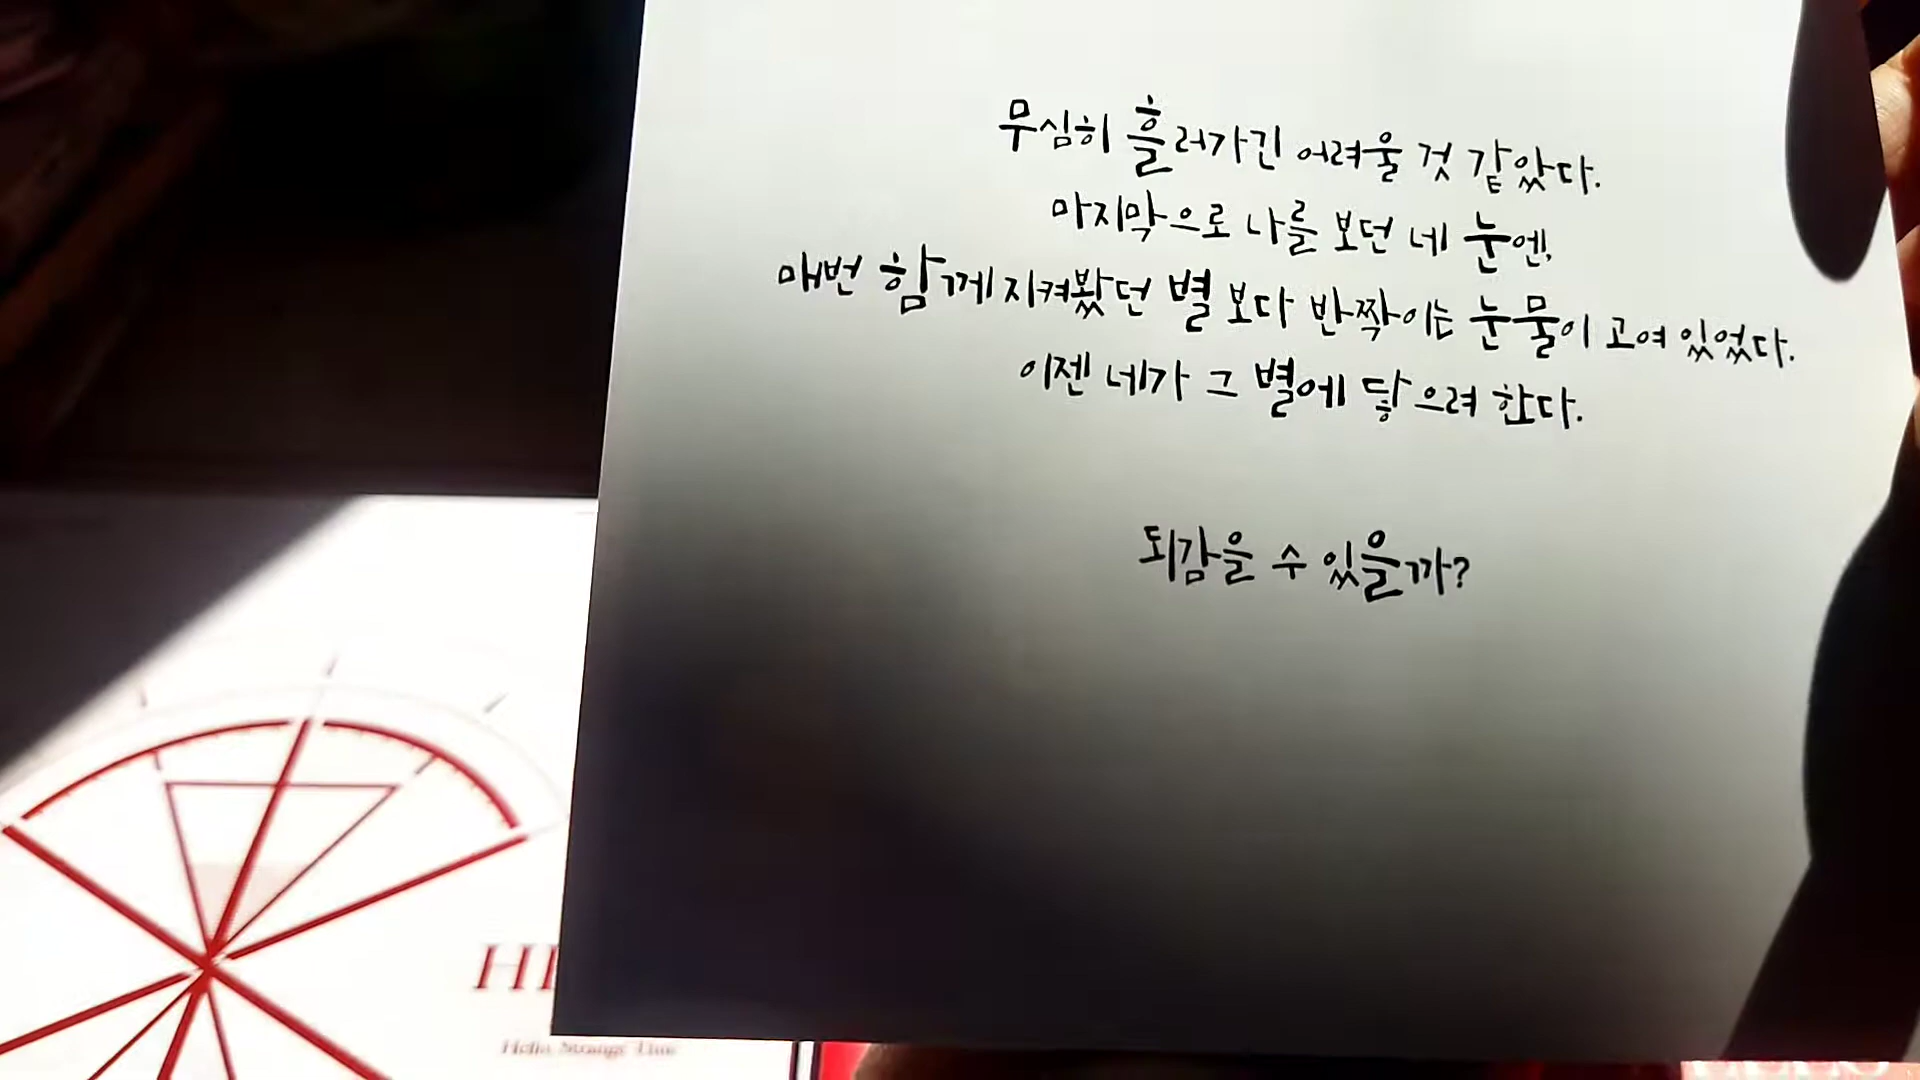 무심히 흘러가긴 어려울 것 같았다.
마지막으로 나를 보던 네 눈엔,
매번 함께 지켜봤던 별 보다 반짝이는 눈물이 고여 있었다.
이젠 네가 그 별에 닿으려 한다.
되감을 수 있을까?
Hello, Strange Time